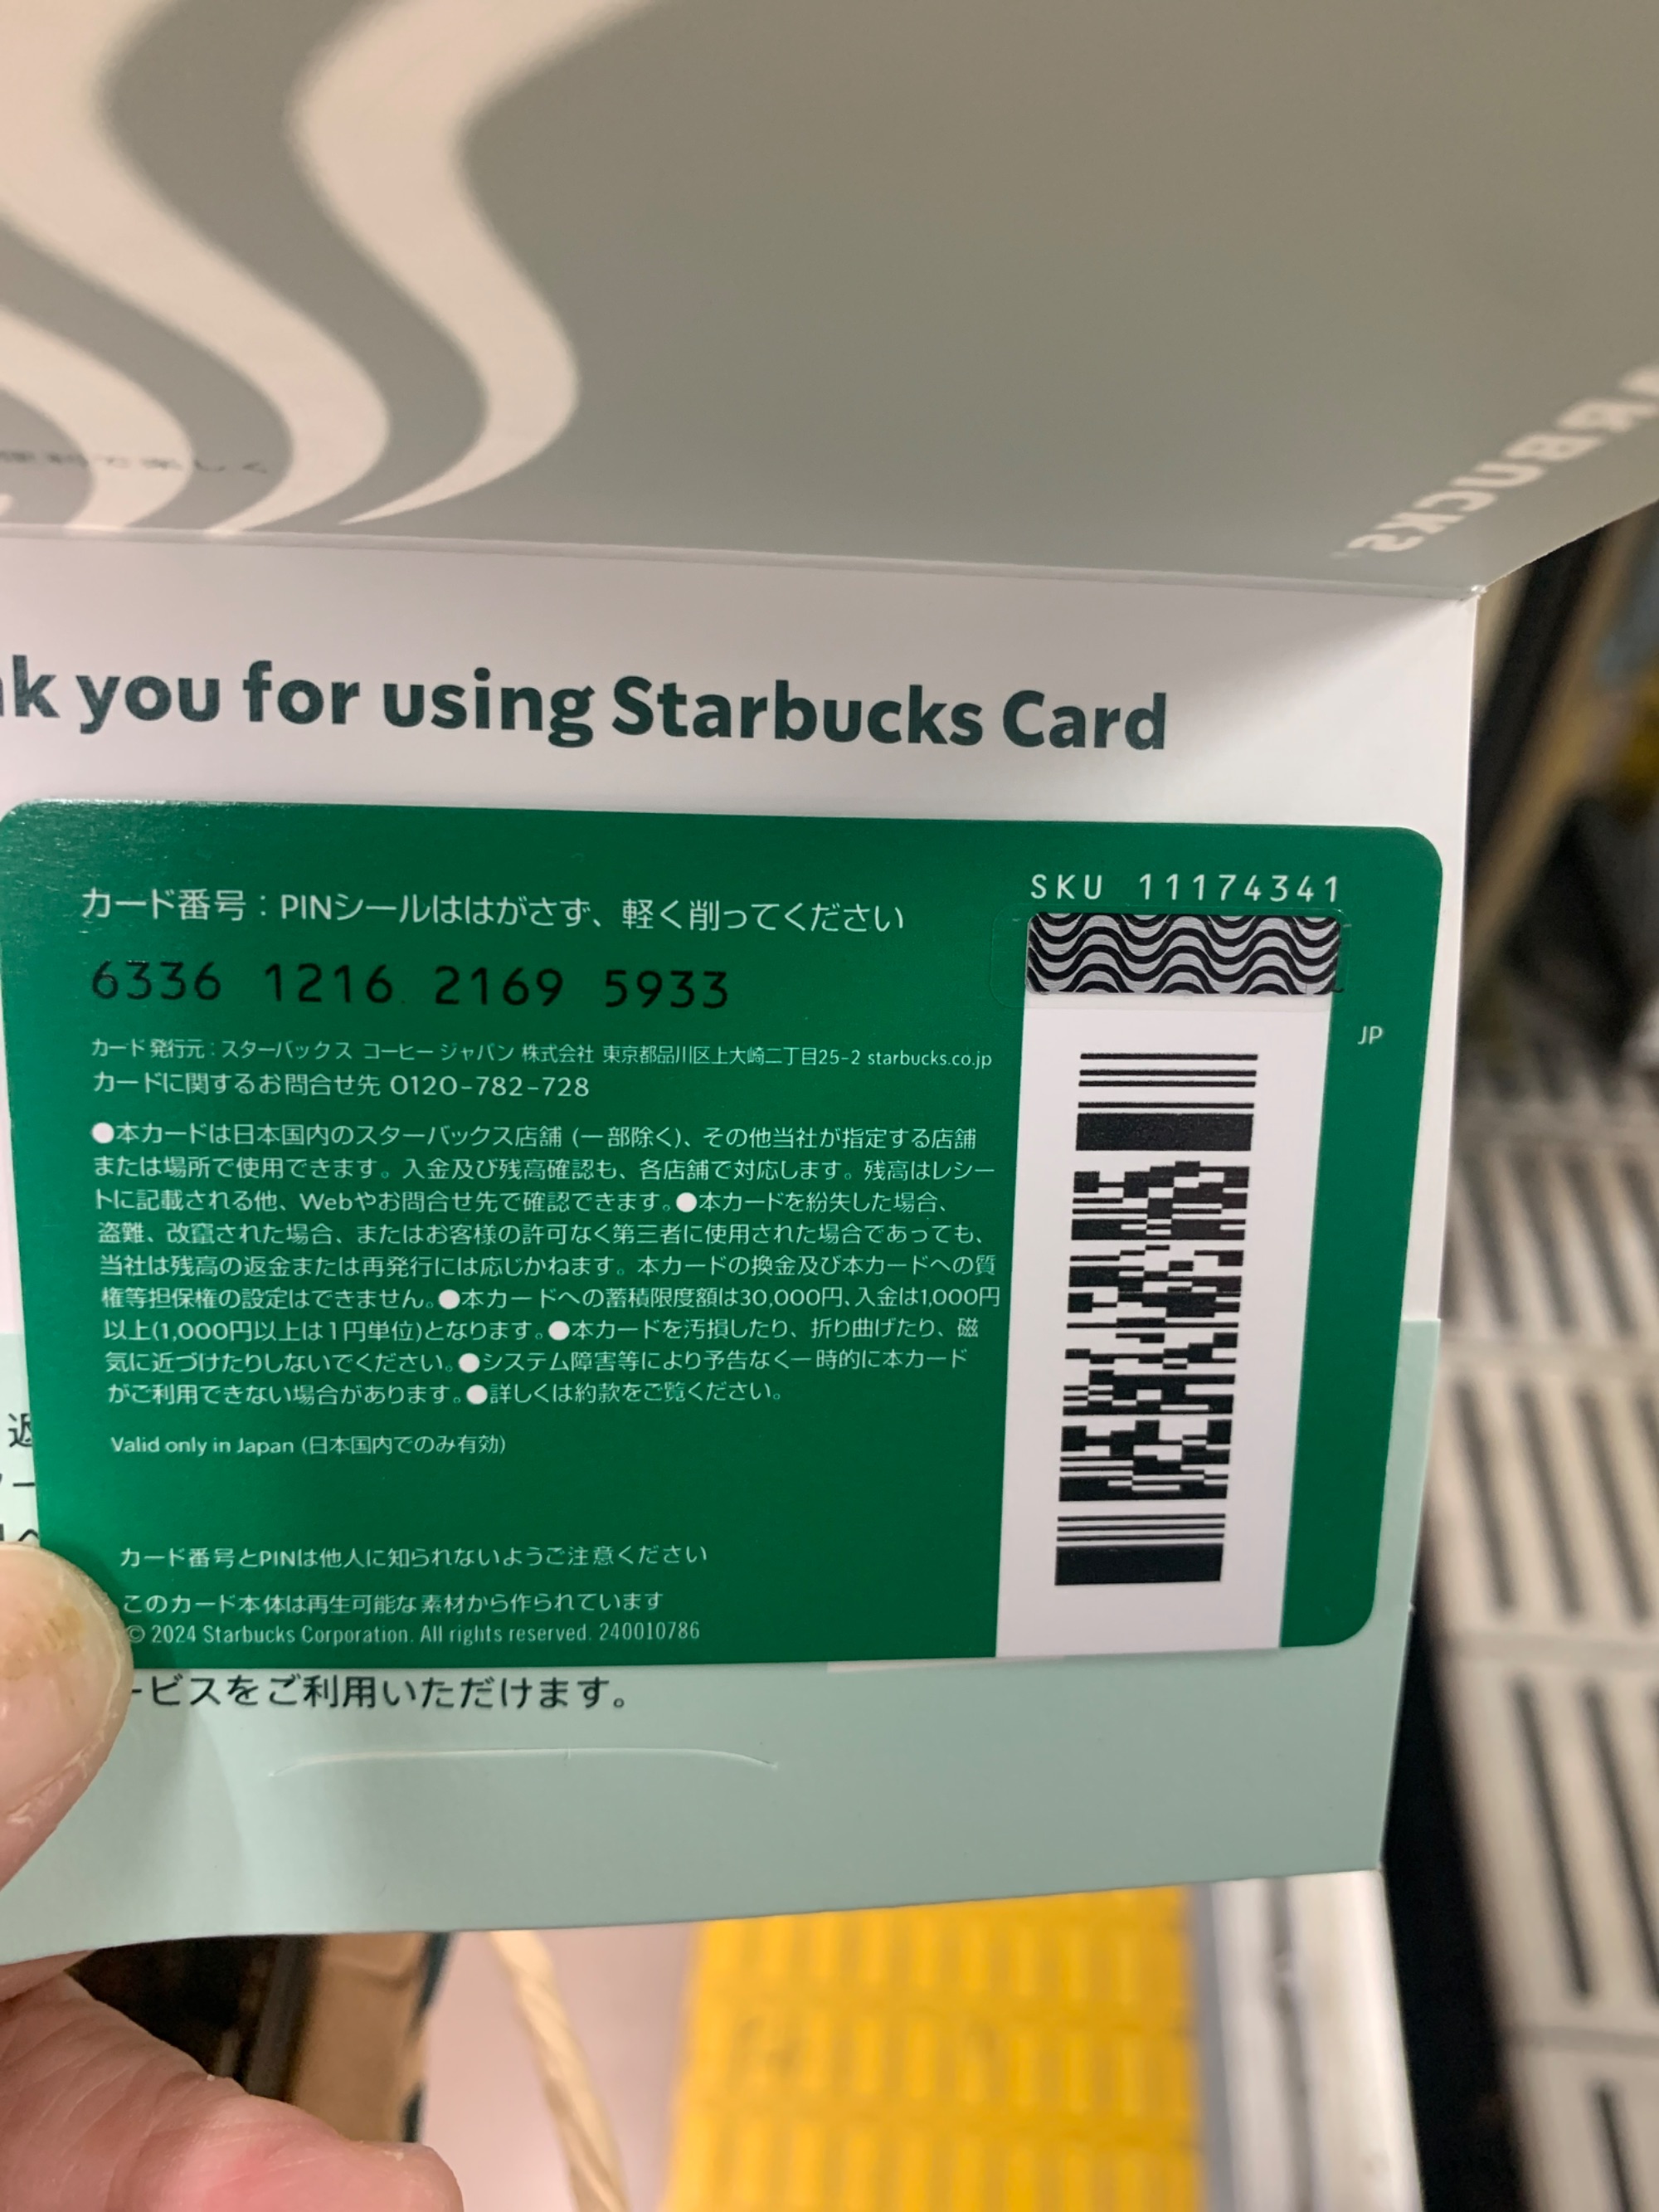 ARBUCKS
k you for using Starbucks Card
SKU 11174341
カード番号：PINシールははがさず、軽く削ってください
6336 1216 2169 5933
JP
カード発行元：スターバックス コーヒー ジャパン 株式会社 東京都品川区上大崎二丁目25-2 starbucks.co.jp
カードに関するお問合せ先 0120-782-728
●本カードは日本国内のスターバックス店舗 (一部除く)、その他当社が指定する店舗
または場所で使用できます。入金及び残高確認も、各店舗で対応します。残高はレシー
トに記載される他、Webやお問合せ先で確認できます。●本カードを紛失した場合、
盗難、改竄された場合、またはお客様の許可なく第三者に使用された場合であっても、
当社は残高の返金または再発行には応じかねます。本カードの換金及び本カードへの質
権等担保権の設定はできません。●本カードへの蓄積限度額は30,000円、入金は1,000円
以上(1,000円以上は1円単位)となります。●本カードを汚損したり、折り曲げたり、磁
気に近づけたりしないでください。●システム障害等により予告なく一時的に本カード
がご利用できない場合があります。●詳しくは約款をご覧ください。
Valid only in Japan (日本国内でのみ有効)
カード番号とPINは他人に知られないようご注意ください
このカード本体は再生可能な素材から作られています
© 2024 Starbucks Corporation. All rights reserved. 240010786
ービスをご利用いただけます。